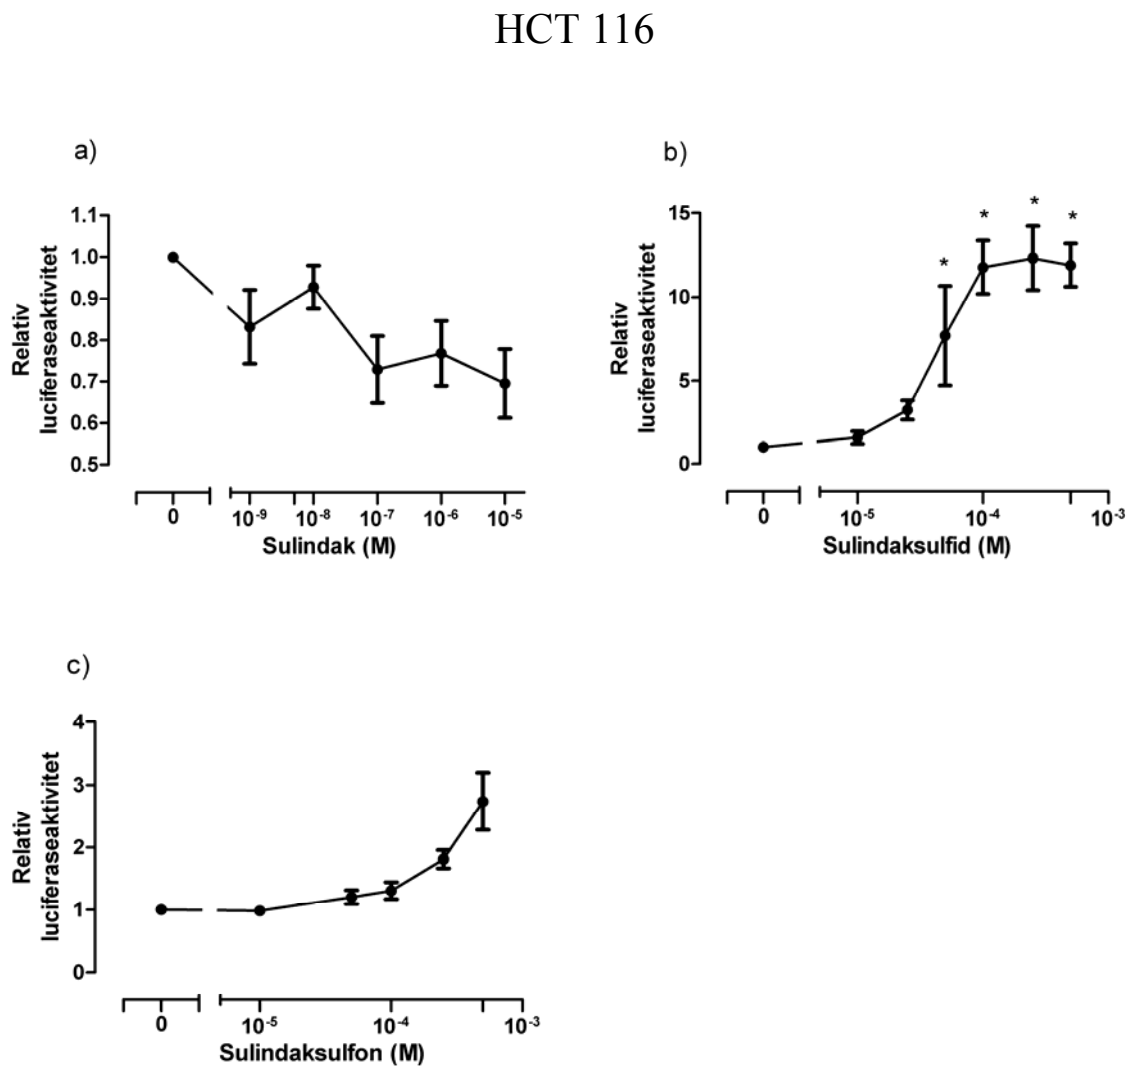 HCT 116
a)
Relativ
luciferaseaktivitet
1.1
1.0
0.9
0.8
0.7
0.6
0.5
0 10⁻⁹ 10⁻⁸ 10⁻⁷ 10⁻⁶ 10⁻⁵
Sulindak (M)
b)
Relativ
luciferaseaktivitet
15
10
5
0
* * * *
0 10⁻⁵ 10⁻⁴ 10⁻³
Sulindaksulfid (M)
c)
Relativ
luciferaseaktivitet
4
3
2
1
0
0 10⁻⁵ 10⁻⁴ 10⁻³
Sulindaksulfon (M)